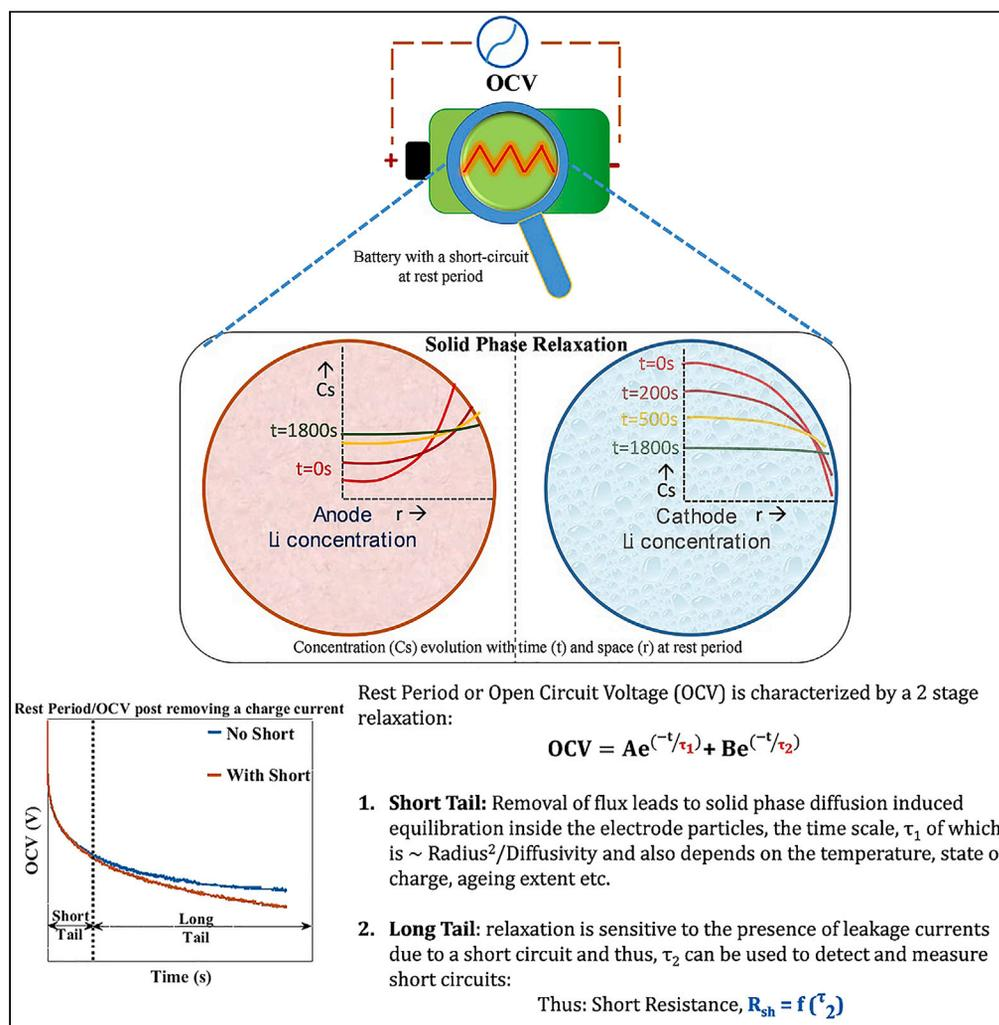 OCV
+
-
Battery with a short-circuit
at rest period
Solid Phase Relaxation
↑
Cs
t=1800s
t=0s
Anode r →
Li concentration
t=0s
t=200s
t=500s
t=1800s
↑
Cs
Cathode r →
Li concentration
Concentration (Cs) evolution with time (t) and space (r) at rest period
Rest Period/OCV post removing a charge current
No Short
With Short
OCV (V)
Short
Tail
Long
Tail
Time (s)
Rest Period or Open Circuit Voltage (OCV) is characterized by a 2 stage
relaxation:
OCV = Ae^(-t/τ1) + Be^(-t/τ2)
1. Short Tail: Removal of flux leads to solid phase diffusion induced
equilibration inside the electrode particles, the time scale, τ1 of which
is ~ Radius²/Diffusivity and also depends on the temperature, state o
charge, ageing extent etc.
2. Long Tail: relaxation is sensitive to the presence of leakage currents
due to a short circuit and thus, τ2 can be used to detect and measure
short circuits:
Thus: Short Resistance, Rsh = f (τ2)